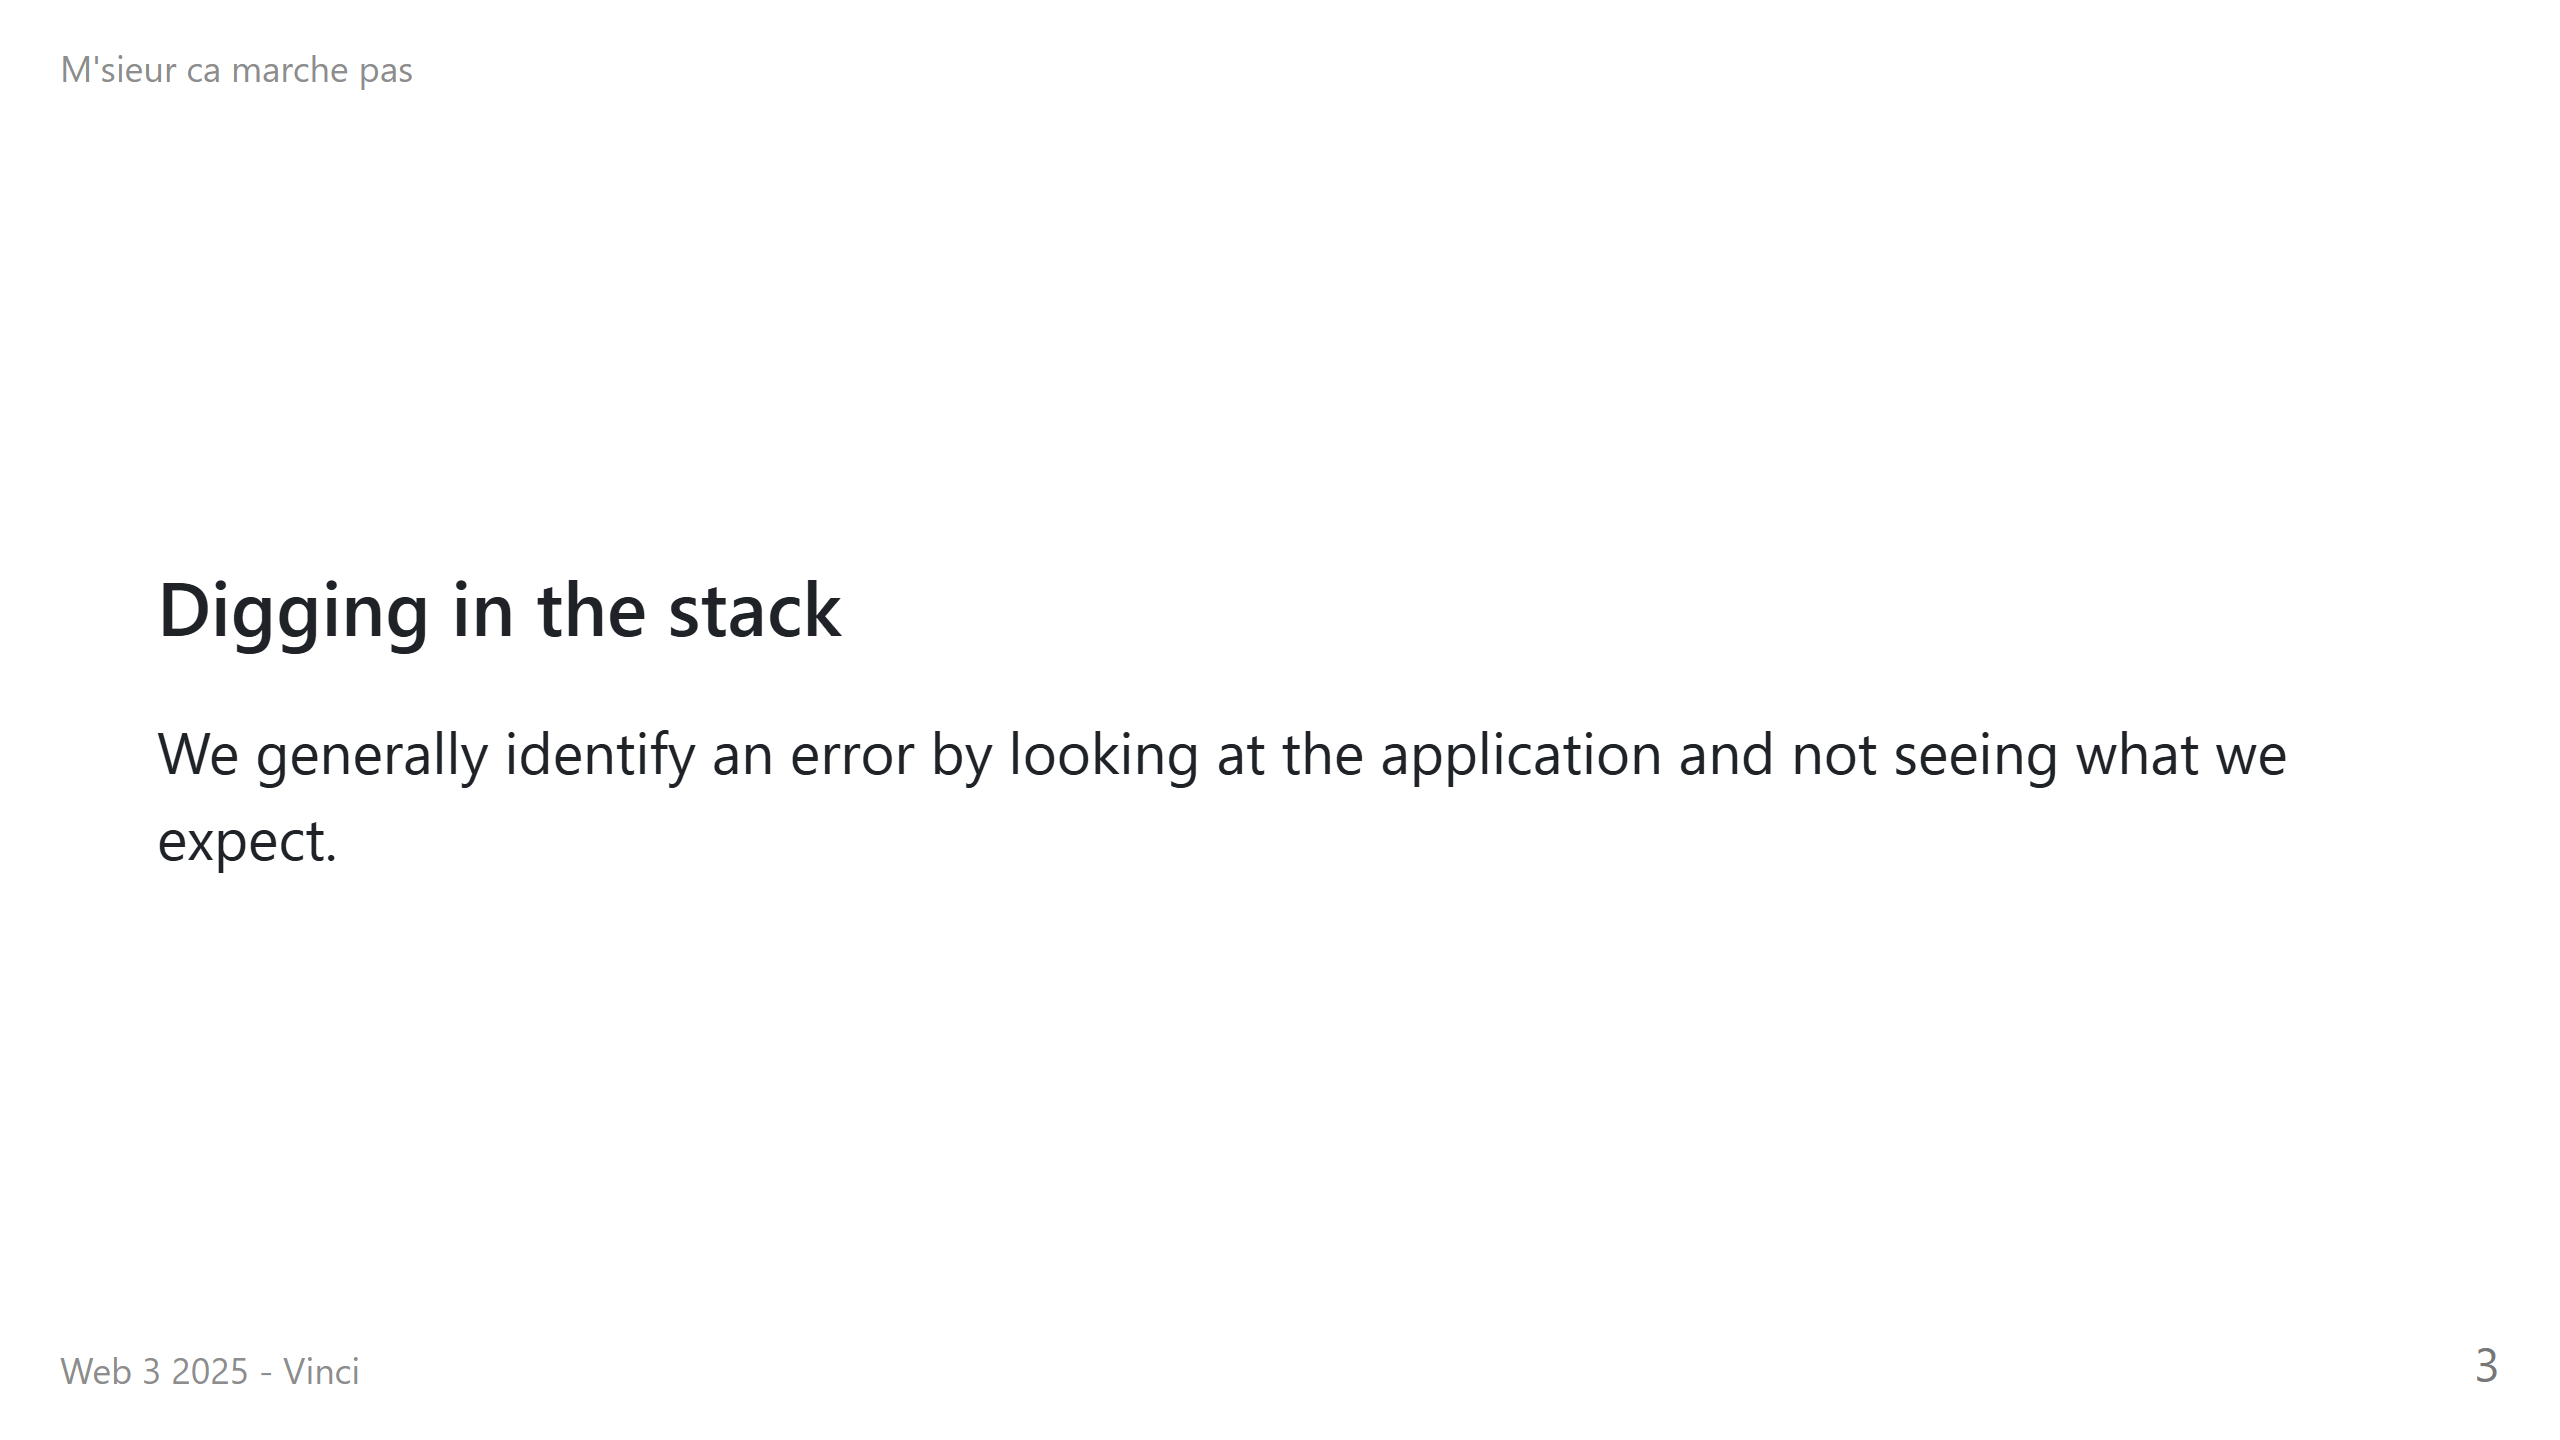 M'sieur ca marche pas
Digging in the stack
We generally identify an error by looking at the application and not seeing what we
expect.
Web 3 2025 - Vinci
3